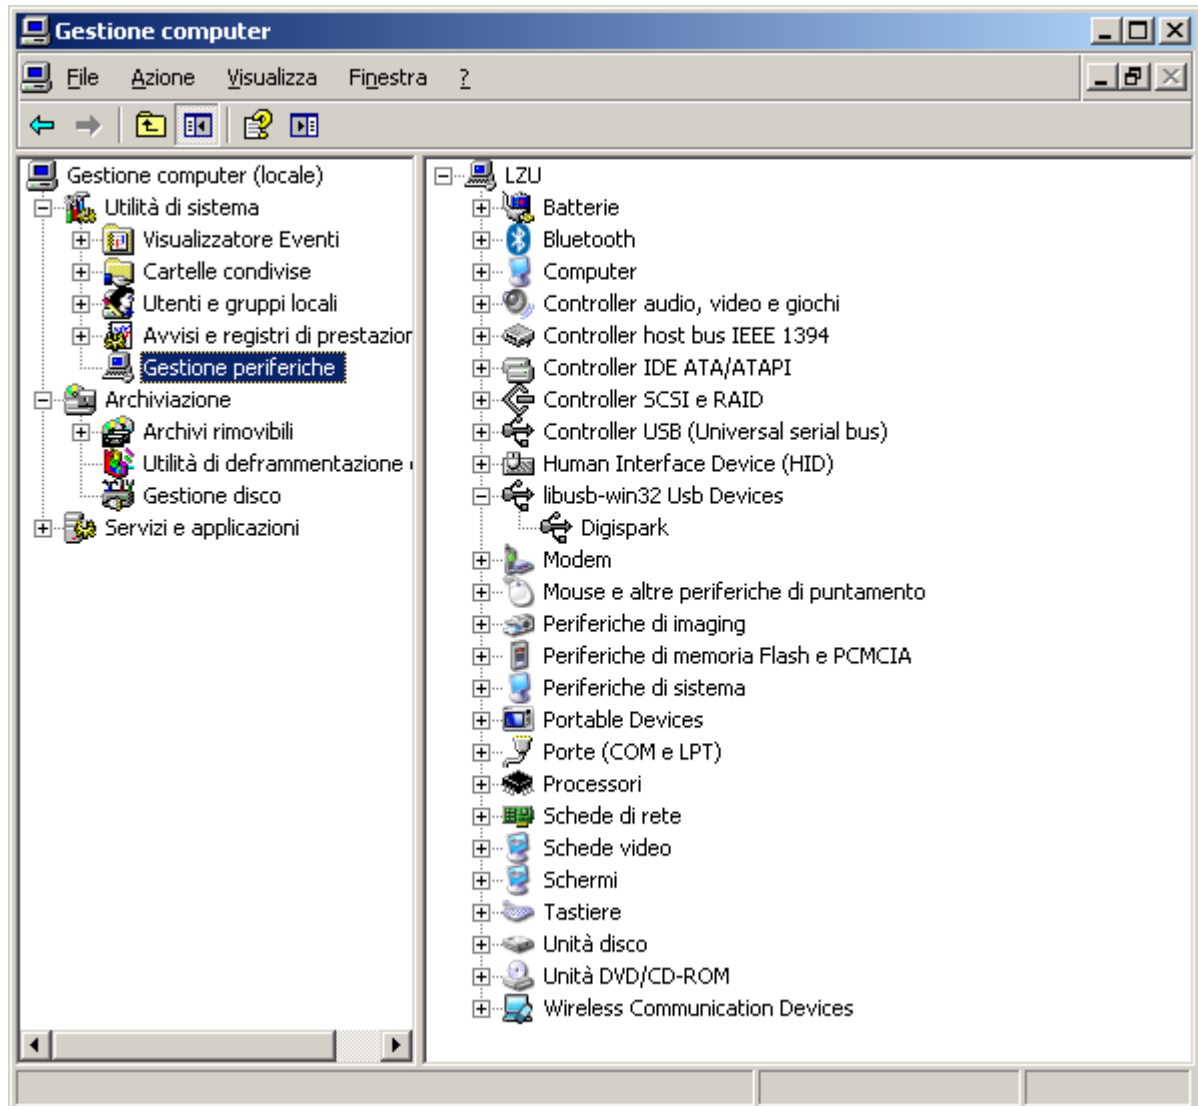 Gestione computer
File Azione Visualizza Finestra ?
Gestione computer (locale)
Utilità di sistema
Visualizzatore Eventi
Cartelle condivise
Utenti e gruppi locali
Avvisi e registri di prestazior
Gestione periferiche
Archiviazione
Archivi rimovibili
Utilità di deframmentazione
Gestione disco
Servizi e applicazioni
LZU
Batterie
Bluetooth
Computer
Controller audio, video e giochi
Controller host bus IEEE 1394
Controller IDE ATA/ATAPI
Controller SCSI e RAID
Controller USB (Universal serial bus)
Human Interface Device (HID)
libusb-win32 Usb Devices
Digispark
Modem
Mouse e altre periferiche di puntamento
Periferiche di imaging
Periferiche di memoria Flash e PCMCIA
Periferiche di sistema
Portable Devices
Porte (COM e LPT)
Processori
Schede di rete
Schede video
Schermi
Tastiere
Unità disco
Unità DVD/CD-ROM
Wireless Communication Devices